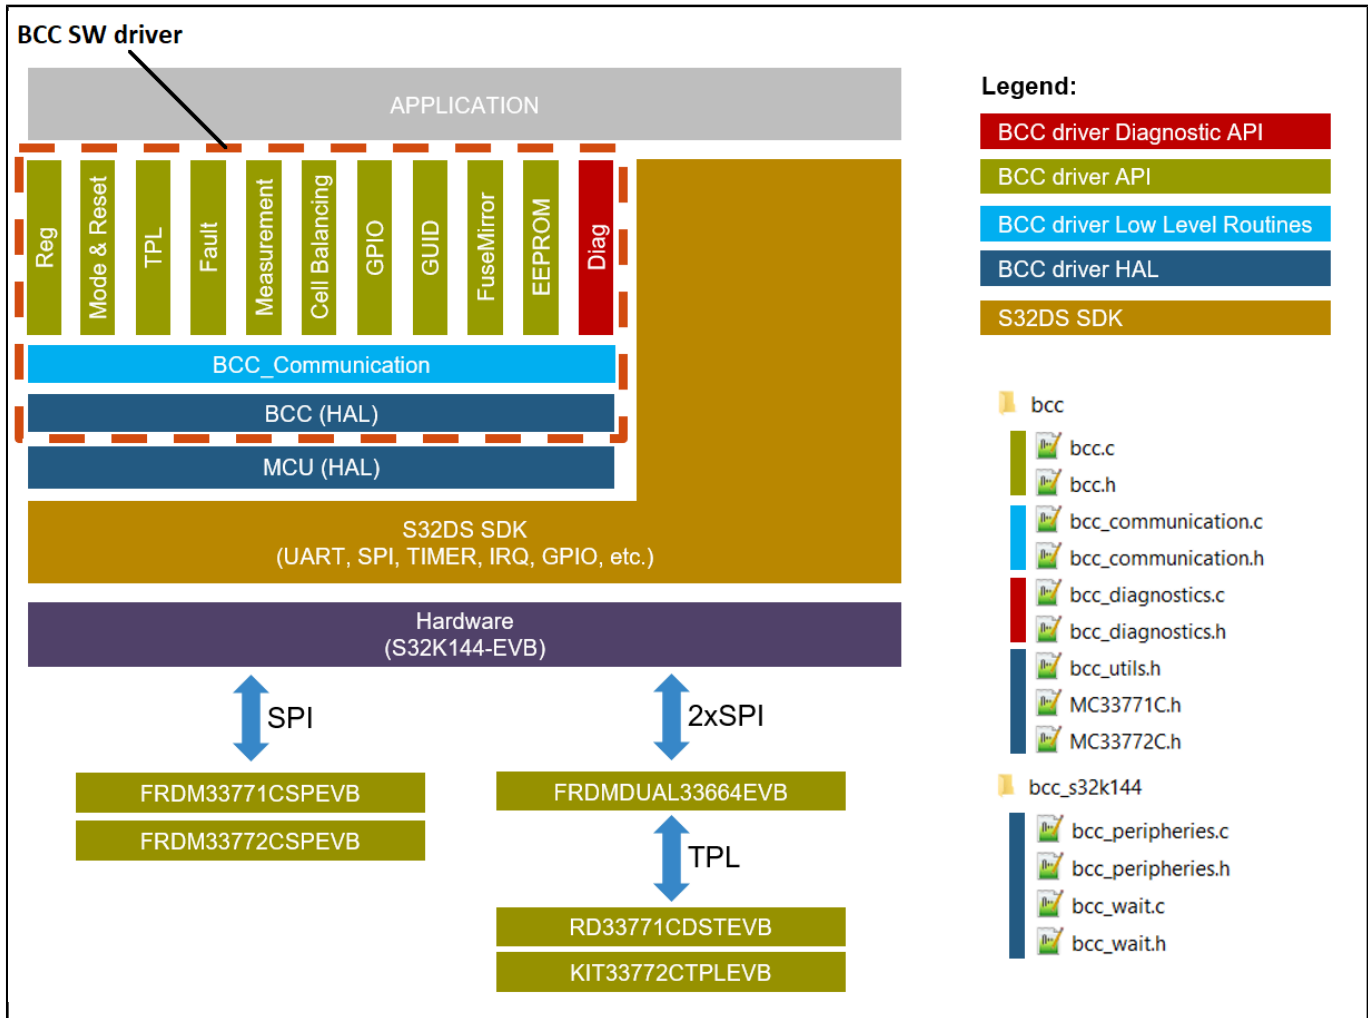 BCC SW driver
APPLICATION
Reg
Mode & Reset
TPL
Fault
Measurement
Cell Balancing
GPIO
GUID
FuseMirror
EEPROM
Diag
BCC_Communication
BCC (HAL)
MCU (HAL)
S32DS SDK
(UART, SPI, TIMER, IRQ, GPIO, etc.)
Hardware
(S32K144-EVB)
SPI
2xSPI
FRDM33771CSPEVB
FRDM33772CSPEVB
FRDMDUAL33664EVB
TPL
RD33771CDSTEVB
KIT33772CTPLEVB
Legend:
BCC driver Diagnostic API
BCC driver API
BCC driver Low Level Routines
BCC driver HAL
S32DS SDK
bcc
bcc.c
bcc.h
bcc_communication.c
bcc_communication.h
bcc_diagnostics.c
bcc_diagnostics.h
bcc_utils.h
MC33771C.h
MC33772C.h
bcc_s32k144
bcc_peripheries.c
bcc_peripheries.h
bcc_wait.c
bcc_wait.h